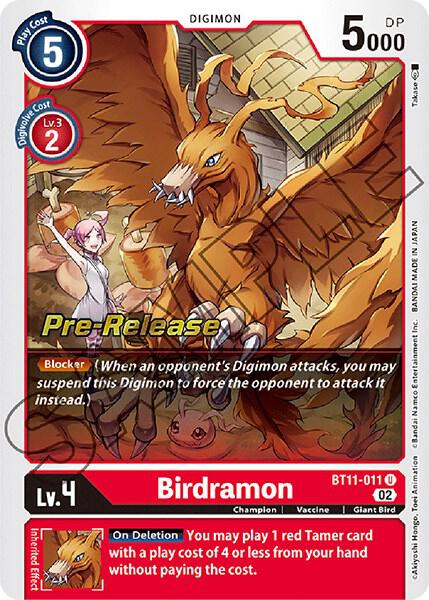 DIGIMON
Play Cost
5
5000
DP
Digivolve Cost
Lv.3
2
Takase
SAMPLE
Pre-Release
Blocker (When an opponent's Digimon attacks, you may
suspend this Digimon to force the opponent to attack it
instead.)
©Akiyoshi Hongo, Toei Animation ©Bandai Namco Entertainment Inc. BANDAI MADE IN JAPAN
Lv.4
Birdramon
BT11-011 U
02
Champion | Vaccine | Giant Bird
Inherited Effect
On Deletion You may play 1 red Tamer card
with a play cost of 4 or less from your hand
without paying the cost.